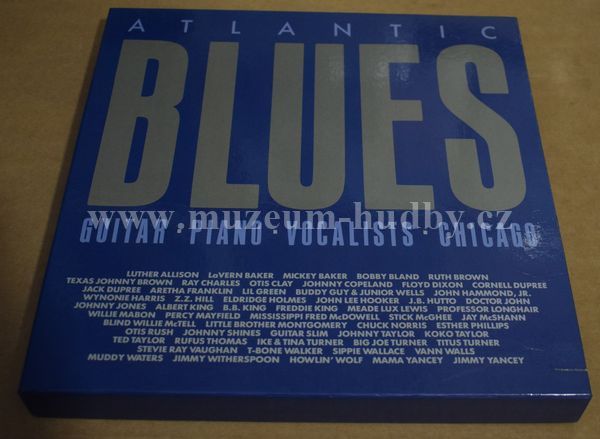 ATLANTIC
BLUES
www.muzeum-hudby.cz
GUITAR · PIANO · VOCALISTS · CHICAGO
LUTHER ALLISON LaVERN BAKER MICKEY BAKER BOBBY BLAND RUTH BROWN
TEXAS JOHNNY BROWN RAY CHARLES OTIS CLAY JOHNNY COPELAND FLOYD DIXON CORNELL DUPREE
JACK DUPREE ARETHA FRANKLIN LIL GREEN BUDDY GUY & JUNIOR WELLS JOHN HAMMOND, JR.
WYNONIE HARRIS Z.Z. HILL ELDRIDGE HOLMES JOHN LEE HOOKER J.B. HUTTO DOCTOR JOHN
JOHNNY JONES ALBERT KING B.B. KING FREDDIE KING MEADE LUX LEWIS PROFESSOR LONGHAIR
WILLIE MABON PERCY MAYFIELD MISSISSIPPI FRED McDOWELL STICK McGHEE JAY McSHANN
BLIND WILLIE McTELL LITTLE BROTHER MONTGOMERY CHUCK NORRIS ESTHER PHILLIPS
OTIS RUSH JOHNNY SHINES GUITAR SLIM JOHNNY TAYLOR KOKO TAYLOR
TED TAYLOR RUFUS THOMAS IKE & TINA TURNER BIG JOE TURNER TITUS TURNER
STEVIE RAY VAUGHAN T-BONE WALKER SIPPIE WALLACE VANN WALLS
MUDDY WATERS JIMMY WITHERSPOON HOWLIN' WOLF MAMA YANCEY JIMMY YANCEY